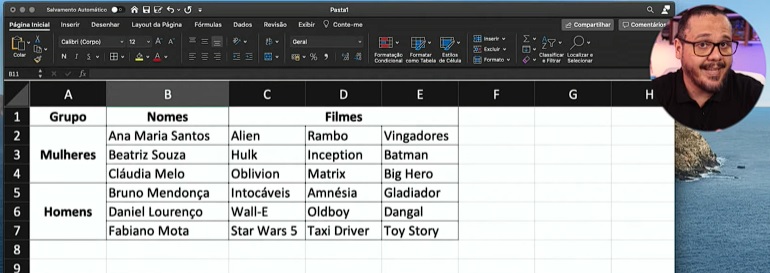 Salvamento Automático
Pasta1
Página Inicial Inserir Desenhar Layout da Página Fórmulas Dados Revisão Exibir Conte-me
Compartilhar Comentários
Colar
Calibri (Corpo) 12
Geral
N I S
Formatação Condicional
Formatar como Tabela
Estilos de Célula
Inserir
Excluir
Formato
Classificar e Filtrar
Localizar e Selecionar
B11 fx
A B C D E F G H
1 Grupo Nomes Filmes
2 Ana Maria Santos Alien Rambo Vingadores
3 Mulheres Beatriz Souza Hulk Inception Batman
4 Cláudia Melo Oblivion Matrix Big Hero
5 Bruno Mendonça Intocáveis Amnésia Gladiador
6 Homens Daniel Lourenço Wall-E Oldboy Dangal
7 Fabiano Mota Star Wars 5 Taxi Driver Toy Story
8
9